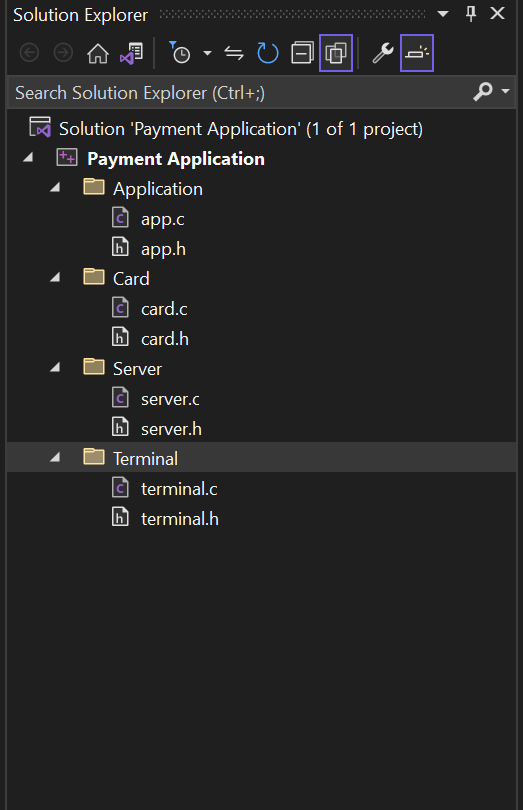 Solution Explorer
Search Solution Explorer (Ctrl+;)
Solution 'Payment Application' (1 of 1 project)
Payment Application
Application
app.c
app.h
Card
card.c
card.h
Server
server.c
server.h
Terminal
terminal.c
terminal.h